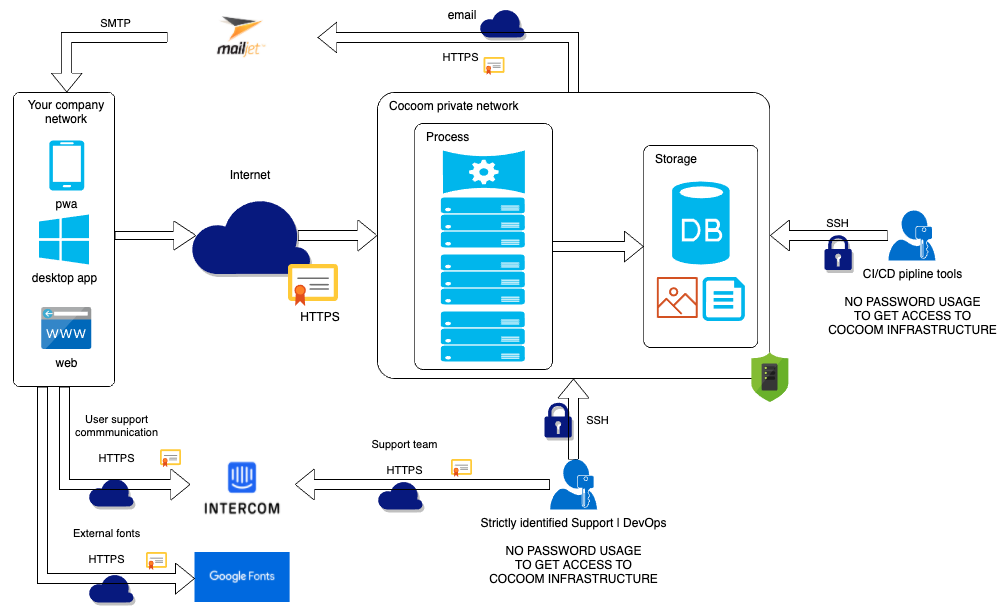 SMTP
mailjet
email
HTTPS
Your company
network
pwa
desktop app
www
web
Internet
HTTPS
Cocoom private network
Process
Storage
DB
SSH
CI/CD pipline tools
NO PASSWORD USAGE
TO GET ACCESS TO
COCOOM INFRASTRUCTURE
User support
commmunication
HTTPS
INTERCOM
Support team
HTTPS
SSH
Strictly identified Support | DevOps
NO PASSWORD USAGE
TO GET ACCESS TO
COCOOM INFRASTRUCTURE
External fonts
HTTPS
Google Fonts